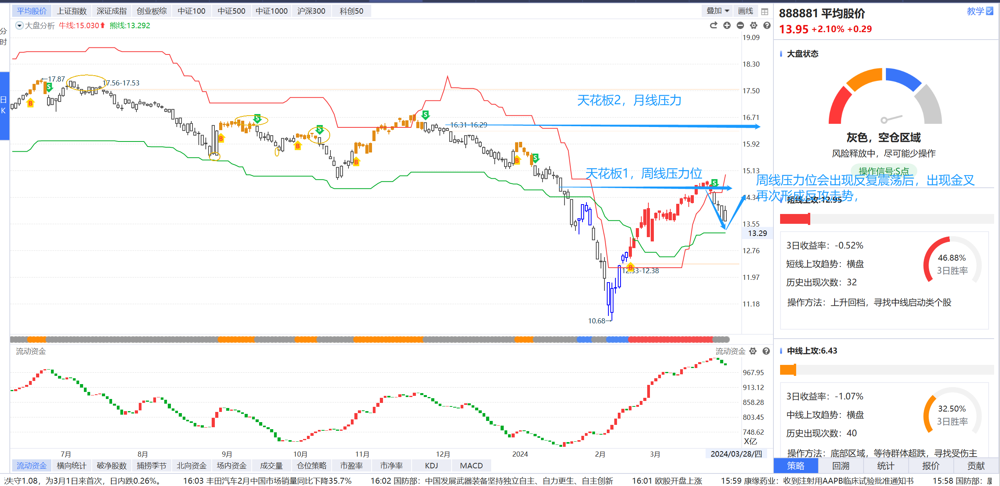 平均股价 上证指数 深证成指 创业板综 中证100 中证500 中证1000 沪深300 科创50
叠加 画线
大盘分析 牛线:15.030 熊线:13.292
分时
日K
19.09
18.30
17.50
16.71
15.92
15.13
14.34
13.55
13.29
12.76
11.97
11.18
←17.87
17.56-17.53
B
S
S
B
S
B
S
B
16.31-16.29
B
S
S
B
12.33-12.38
10.68→
天花板2，月线压力
天花板1，周线压力位
周线压力位会出现反复震荡后，出现金叉
再次形成反攻走势，
流动资金
流动资金
967.95
913.12
858.28
803.45
748.62
X亿
7月 8月 9月 10月 11月 12月 2024 2月 3月 2024/03/28/四
流动资金 横向统计 破净股数 捕捞季节 北向资金 场内资金 成交量 仓位策略 市盈率 市净率 KDJ MACD
888881 平均股价 教学
13.95 +2.10% +0.29
大盘状态
灰色，空仓区域
风险释放中，尽可能少操作
操作信号:S点
短线上攻:12.95
3日收益率：-0.52%
短线上攻趋势：横盘
历史出现次数：32
46.88%
3日胜率
操作方法：上升回档，寻找中线启动类个股
中线上攻:6.43
3日收益率：-1.07%
中线上攻趋势：横盘
历史出现次数：40
32.50%
3日胜率
操作方法：底部区域，等待群体超跌，寻找受伤主
策略 回溯 统计 报价 贡献
失守1.08，为3月1日来首次，日内跌0.26%。 16:03 丰田汽车2月中国市场销量同比下降35.7% 16:02 国防部：中国发展武器装备坚持独立自主、自力更生、自主创新 16:01 欧股开盘上涨 15:59 康缘药业：收到注射用AAPB临床试验批准通知书 15:58 国防部：